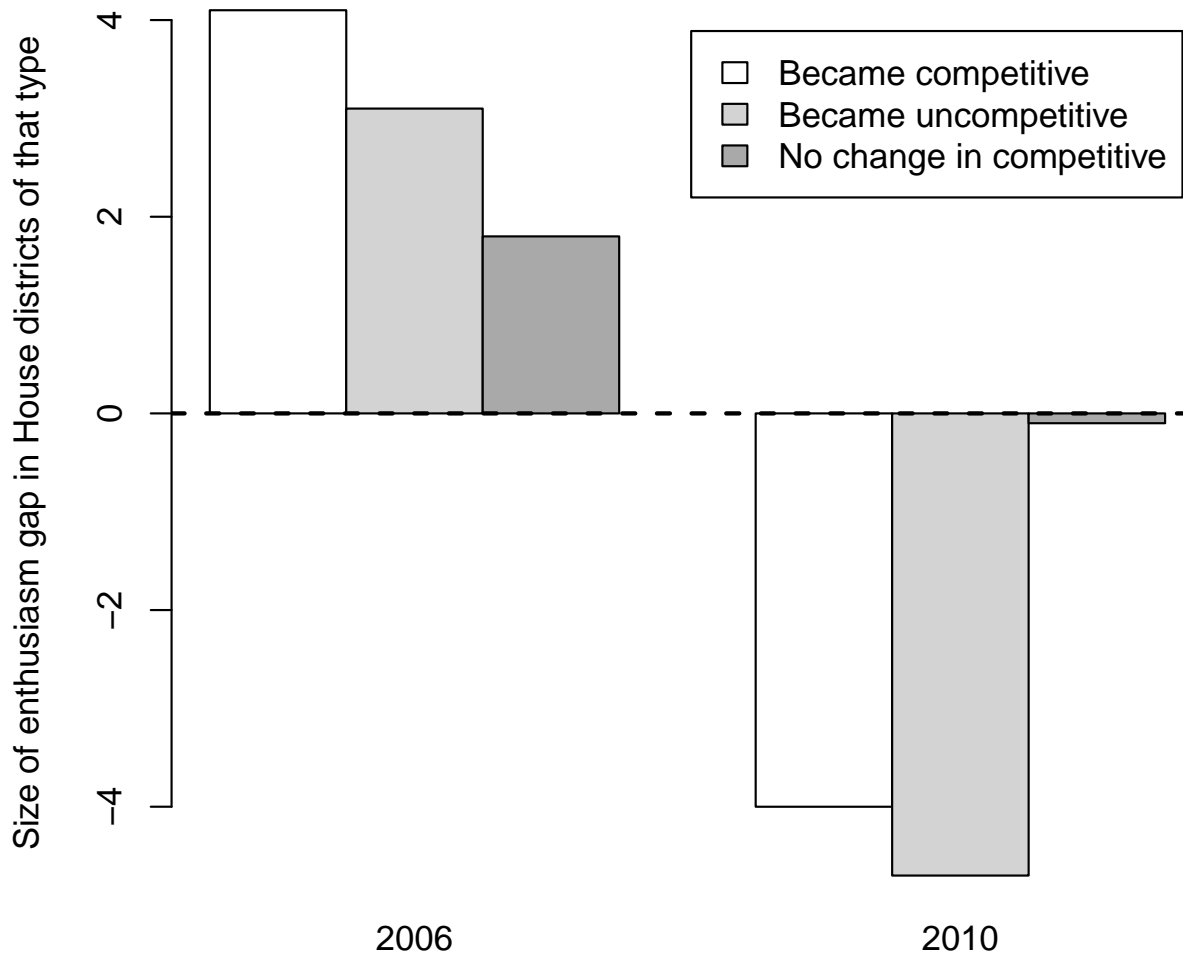 Size of enthusiasm gap in House districts of that type
4
2
0
−2
−4
Became competitive
Became uncompetitive
No change in competitive
2006
2010